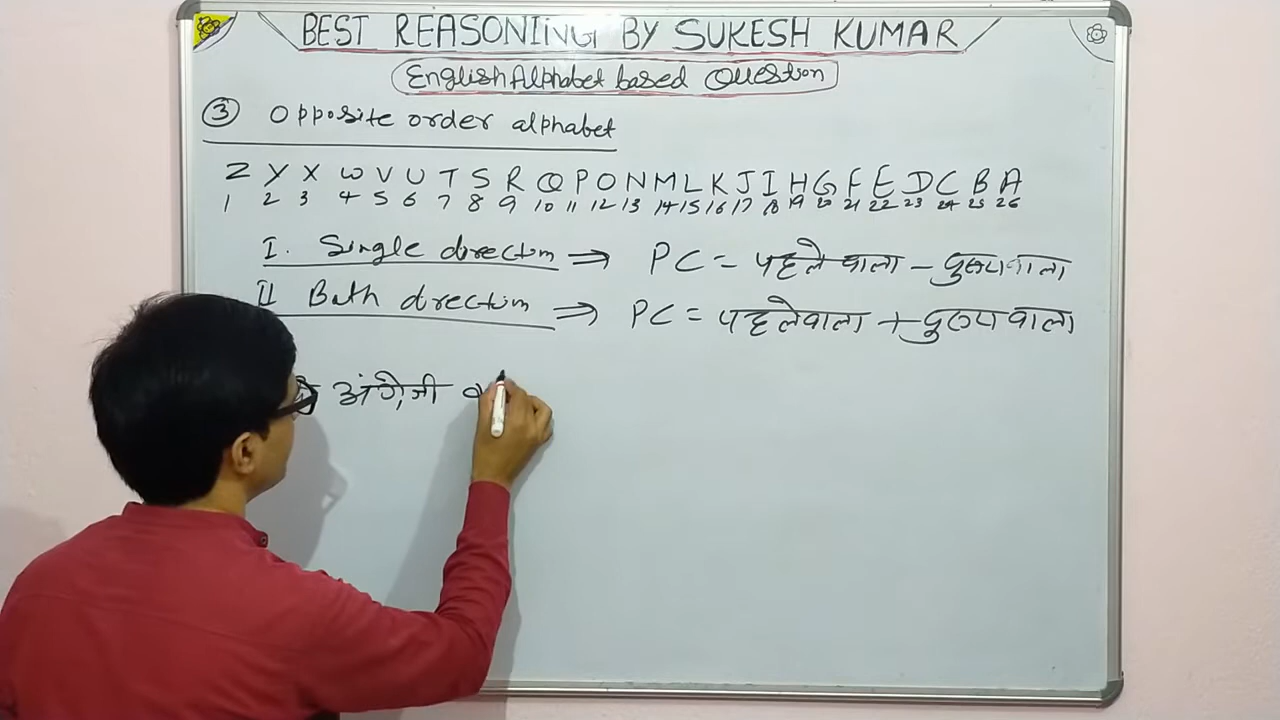 BEST REASONING BY SUKESH KUMAR
English Alphabet based Question
③ Opposite order alphabet
Z Y X W V U T S R Q P O N M L K J I H G F E D C B A
1 2 3 4 5 6 7 8 9 10 11 12 13 14 15 16 17 18 19 20 21 22 23 24 25 26
I. Single direction ⇒ PC = पहले वाला -
II Both direction ⇒ PC = पहलेवाला +
अंग्रेजी